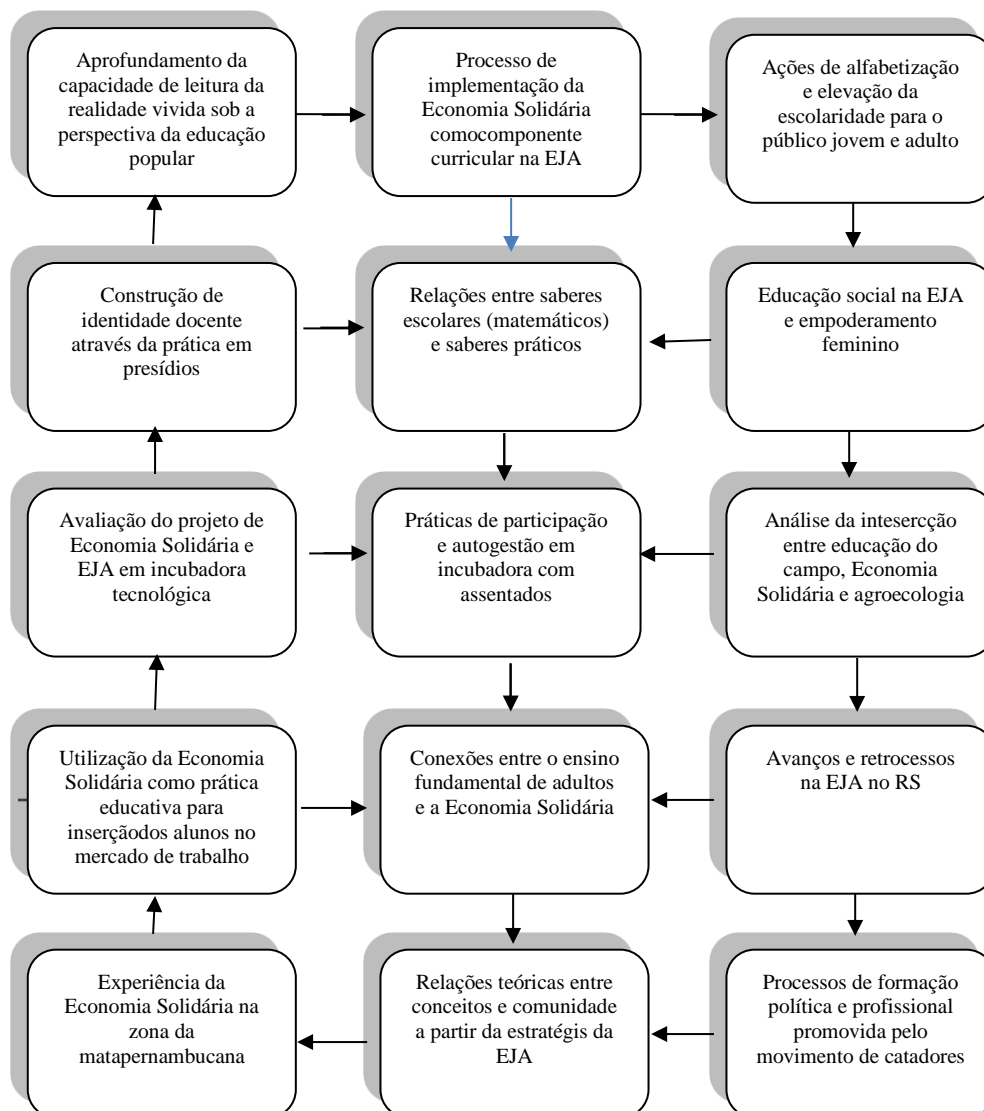 Aprofundamento da
capacidade de leitura da
realidade vivida sob a
perspectiva da educação
popular
Processo de
implementação da
Economia Solidária
comocomponente
curricular na EJA
Ações de alfabetização
e elevação da
escolaridade para o
público jovem e adulto
Construção de
identidade docente
através da prática em
presídios
Relações entre saberes
escolares (matemáticos)
e saberes práticos
Educação social na EJA
e empoderamento
feminino
Avaliação do projeto de
Economia Solidária e
EJA em incubadora
tecnológica
Práticas de participação
e autogestão em
incubadora com
assentados
Análise da intesercção
entre educação do
campo, Economia
Solidária e agroecologia
Utilização da Economia
Solidária como prática
educativa para
inserçãodos alunos no
mercado de trabalho
Conexões entre o ensino
fundamental de adultos
e a Economia Solidária
Avanços e retrocessos
na EJA no RS
Experiência da
Economia Solidária na
zona da
matapernambucana
Relações teóricas entre
conceitos e comunidade
a partir da estratégis da
EJA
Processos de formação
política e profissional
promovida pelo
movimento de catadores